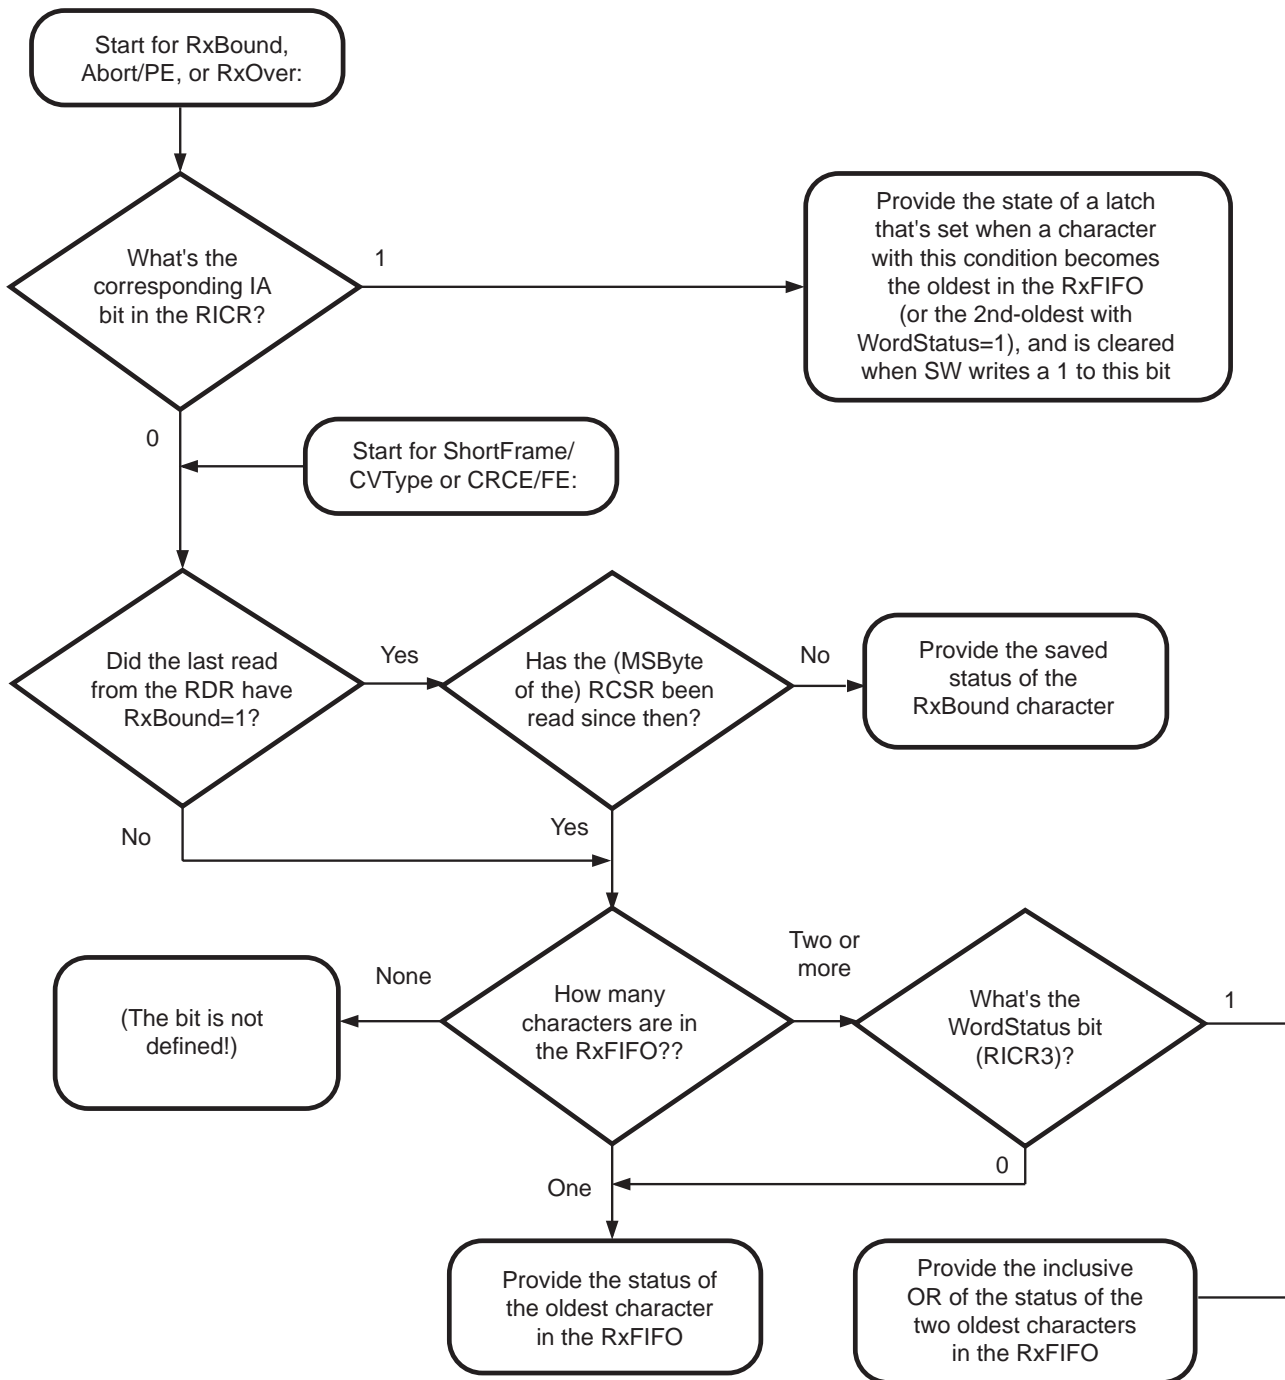 Start for RxBound,
Abort/PE, or RxOver:
What's the
corresponding IA
bit in the RICR?
1
Provide the state of a latch
that's set when a character
with this condition becomes
the oldest in the RxFIFO
(or the 2nd-oldest with
WordStatus=1), and is cleared
when SW writes a 1 to this bit
0
Start for ShortFrame/
CVType or CRCE/FE:
Did the last read
from the RDR have
RxBound=1?
Yes
Has the (MSByte
of the) RCSR been
read since then?
No
Provide the saved
status of the
RxBound character
No
Yes
(The bit is not
defined!)
None
How many
characters are in
the RxFIFO??
Two or
more
What's the
WordStatus bit
(RICR3)?
1
0
One
Provide the status of
the oldest character
in the RxFIFO
Provide the inclusive
OR of the status of the
two oldest characters
in the RxFIFO